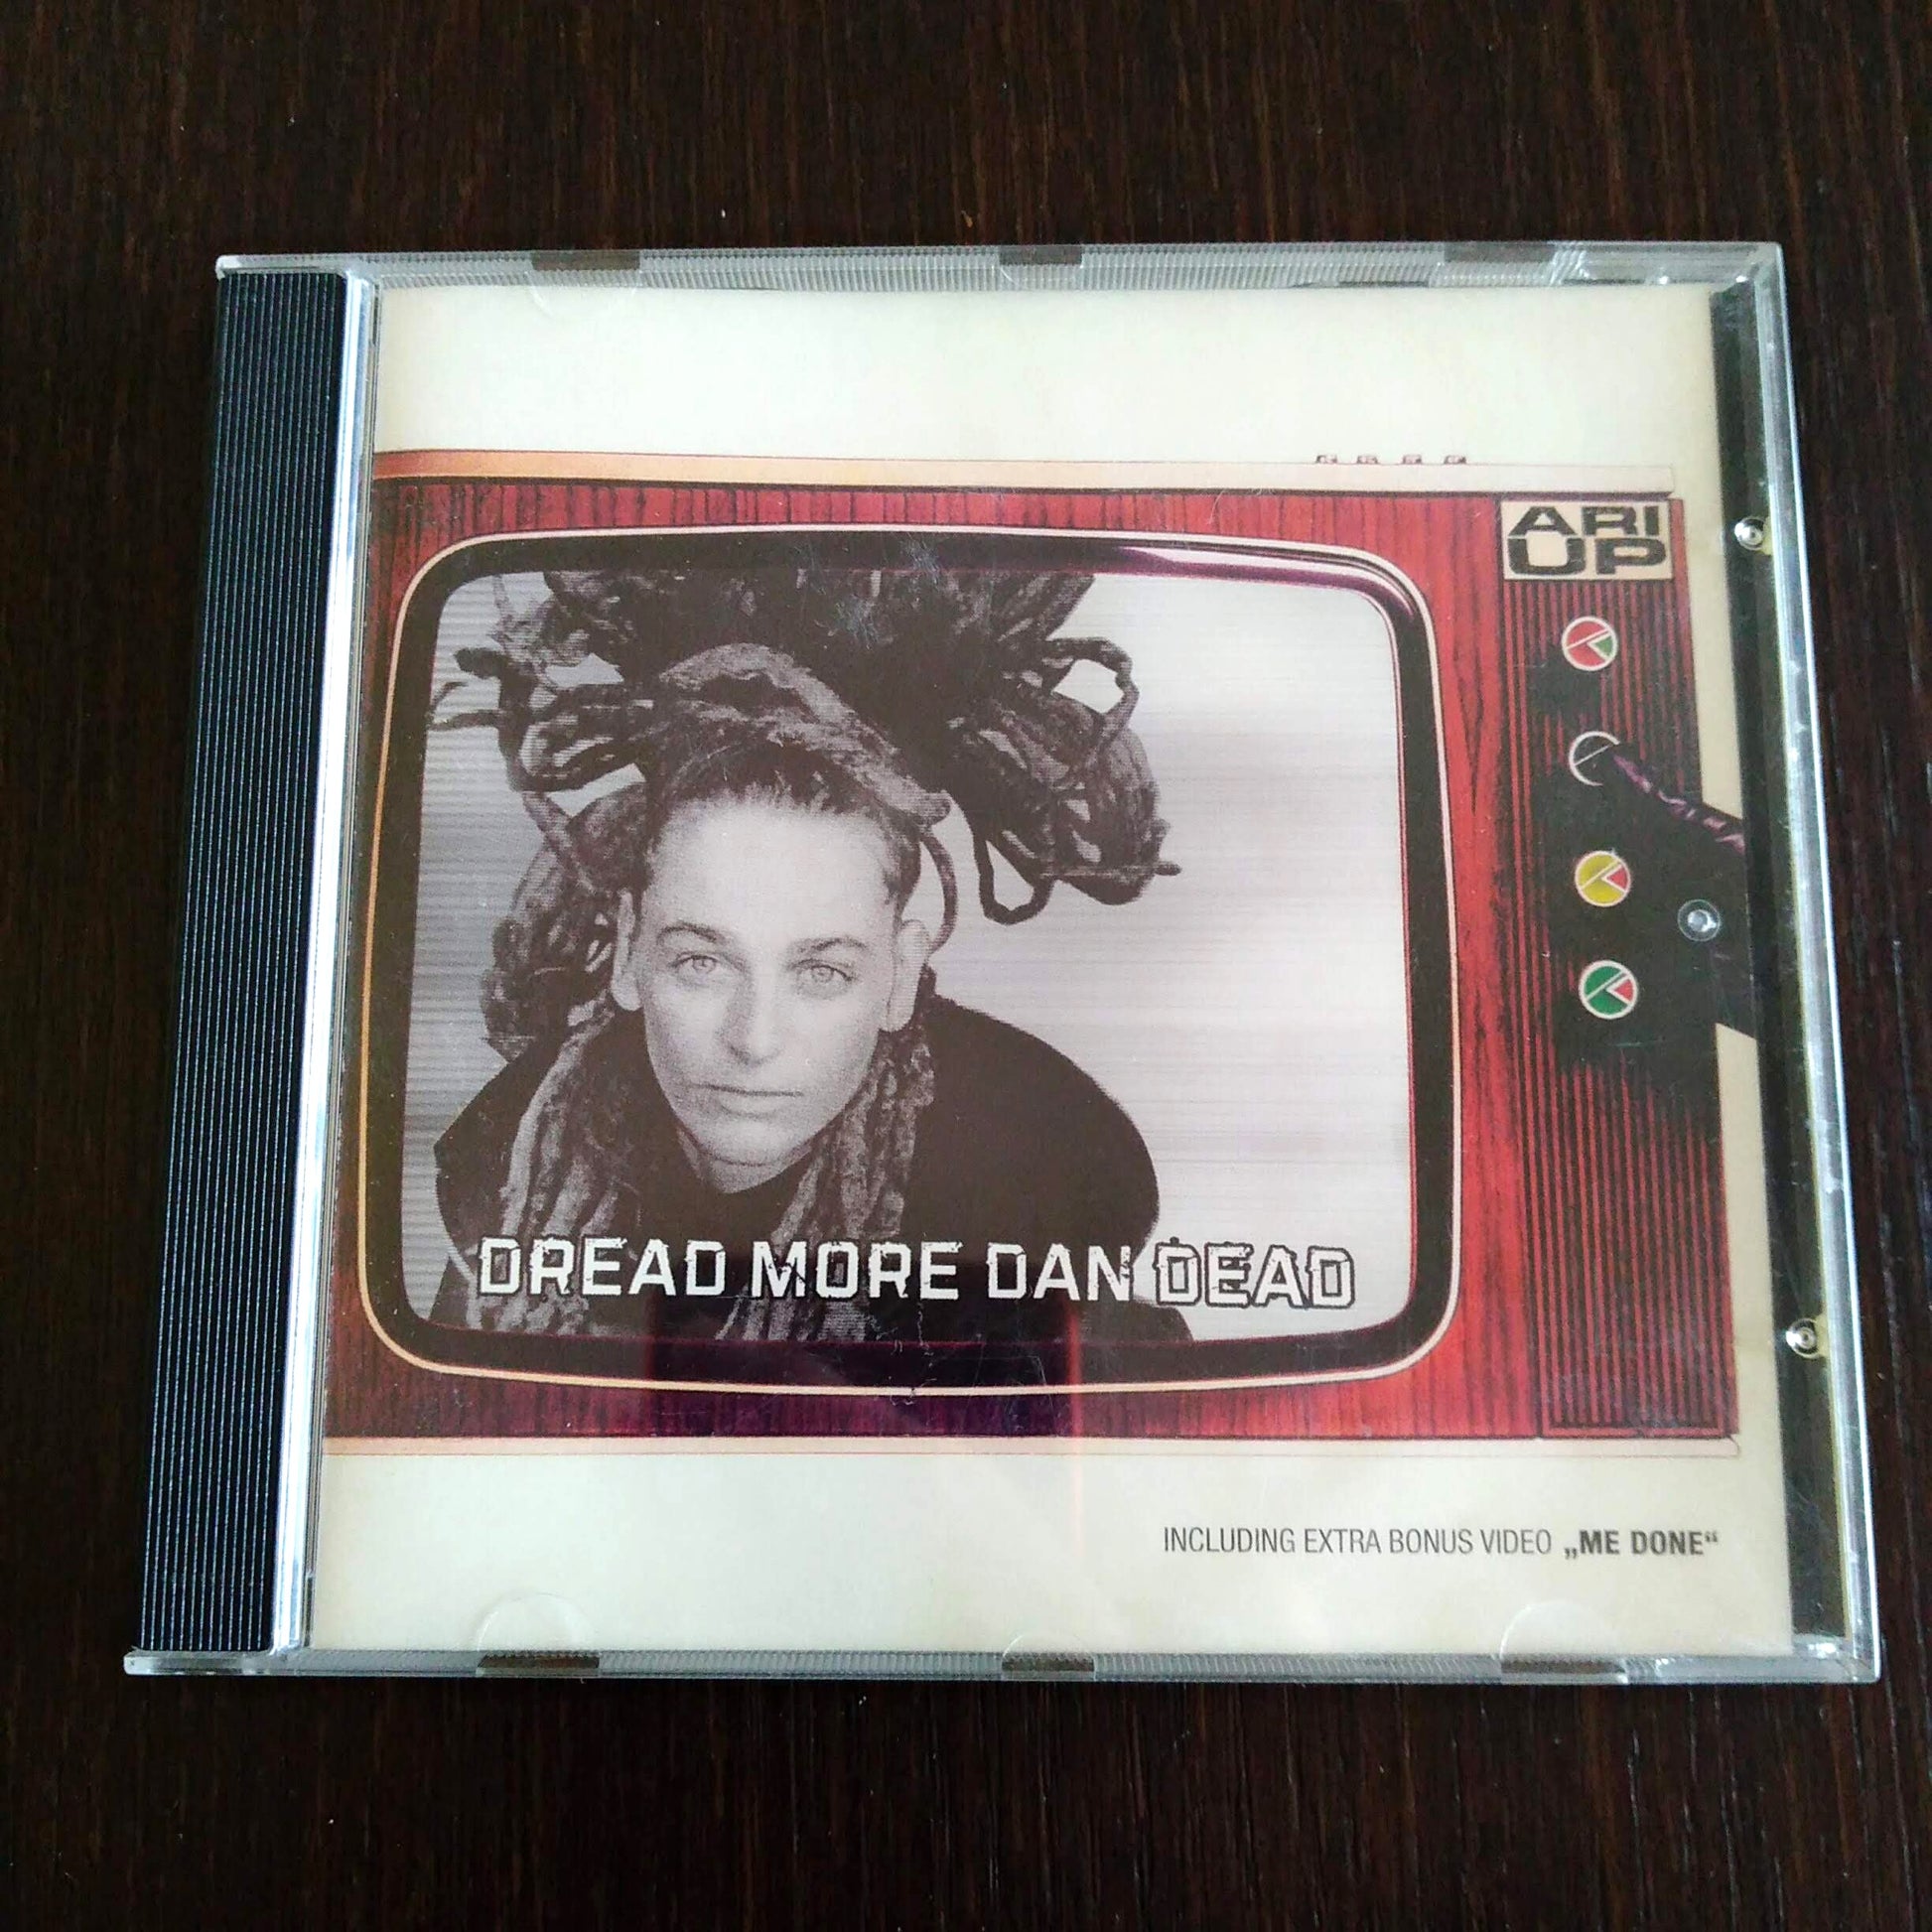 ARI
UP
DREAD MORE DAN DEAD
INCLUDING EXTRA BONUS VIDEO „ME DONE“